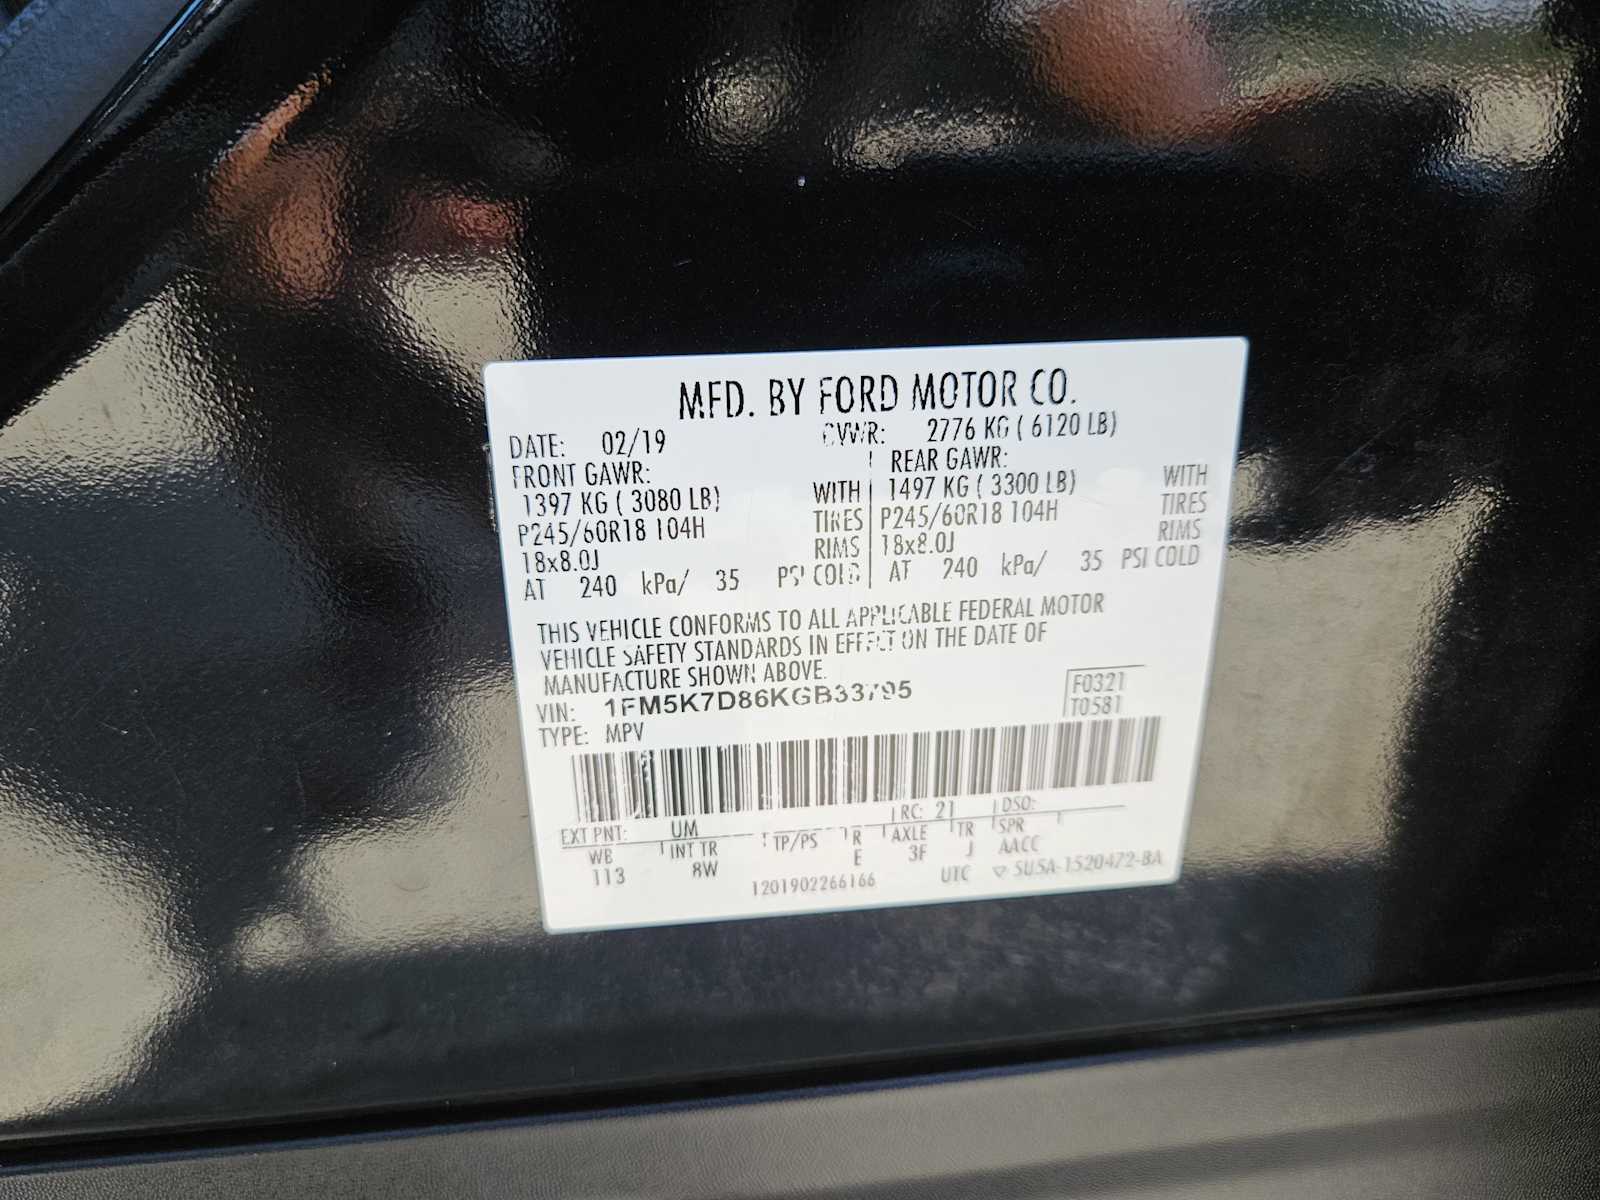 MFD. BY FORD MOTOR CO.
DATE: 02/19 GVWR: 2776 KG ( 6120 LB)
FRONT GAWR: REAR GAWR:
1397 KG ( 3080 LB) WITH 1497 KG ( 3300 LB) WITH
P245/60R18 104H TIRES P245/60R18 104H TIRES
18x8.0J RIMS 18x8.0J RIMS
AT 240 kPa/ 35 PSI COLD AT 240 kPa/ 35 PSI COLD
THIS VEHICLE CONFORMS TO ALL APPLICABLE FEDERAL MOTOR
VEHICLE SAFETY STANDARDS IN EFFECT ON THE DATE OF
MANUFACTURE SHOWN ABOVE.
VIN: 1FM5K7D86KGB33795 F0321
TYPE: MPV T0581
EXT PNT: UM RC: 21 DSO:
WB INT TR TP/PS R AXLE TR SPR
113 8W E 3F J AACC
1201902266166 UTC ▽ 5U5A-1520472-BA